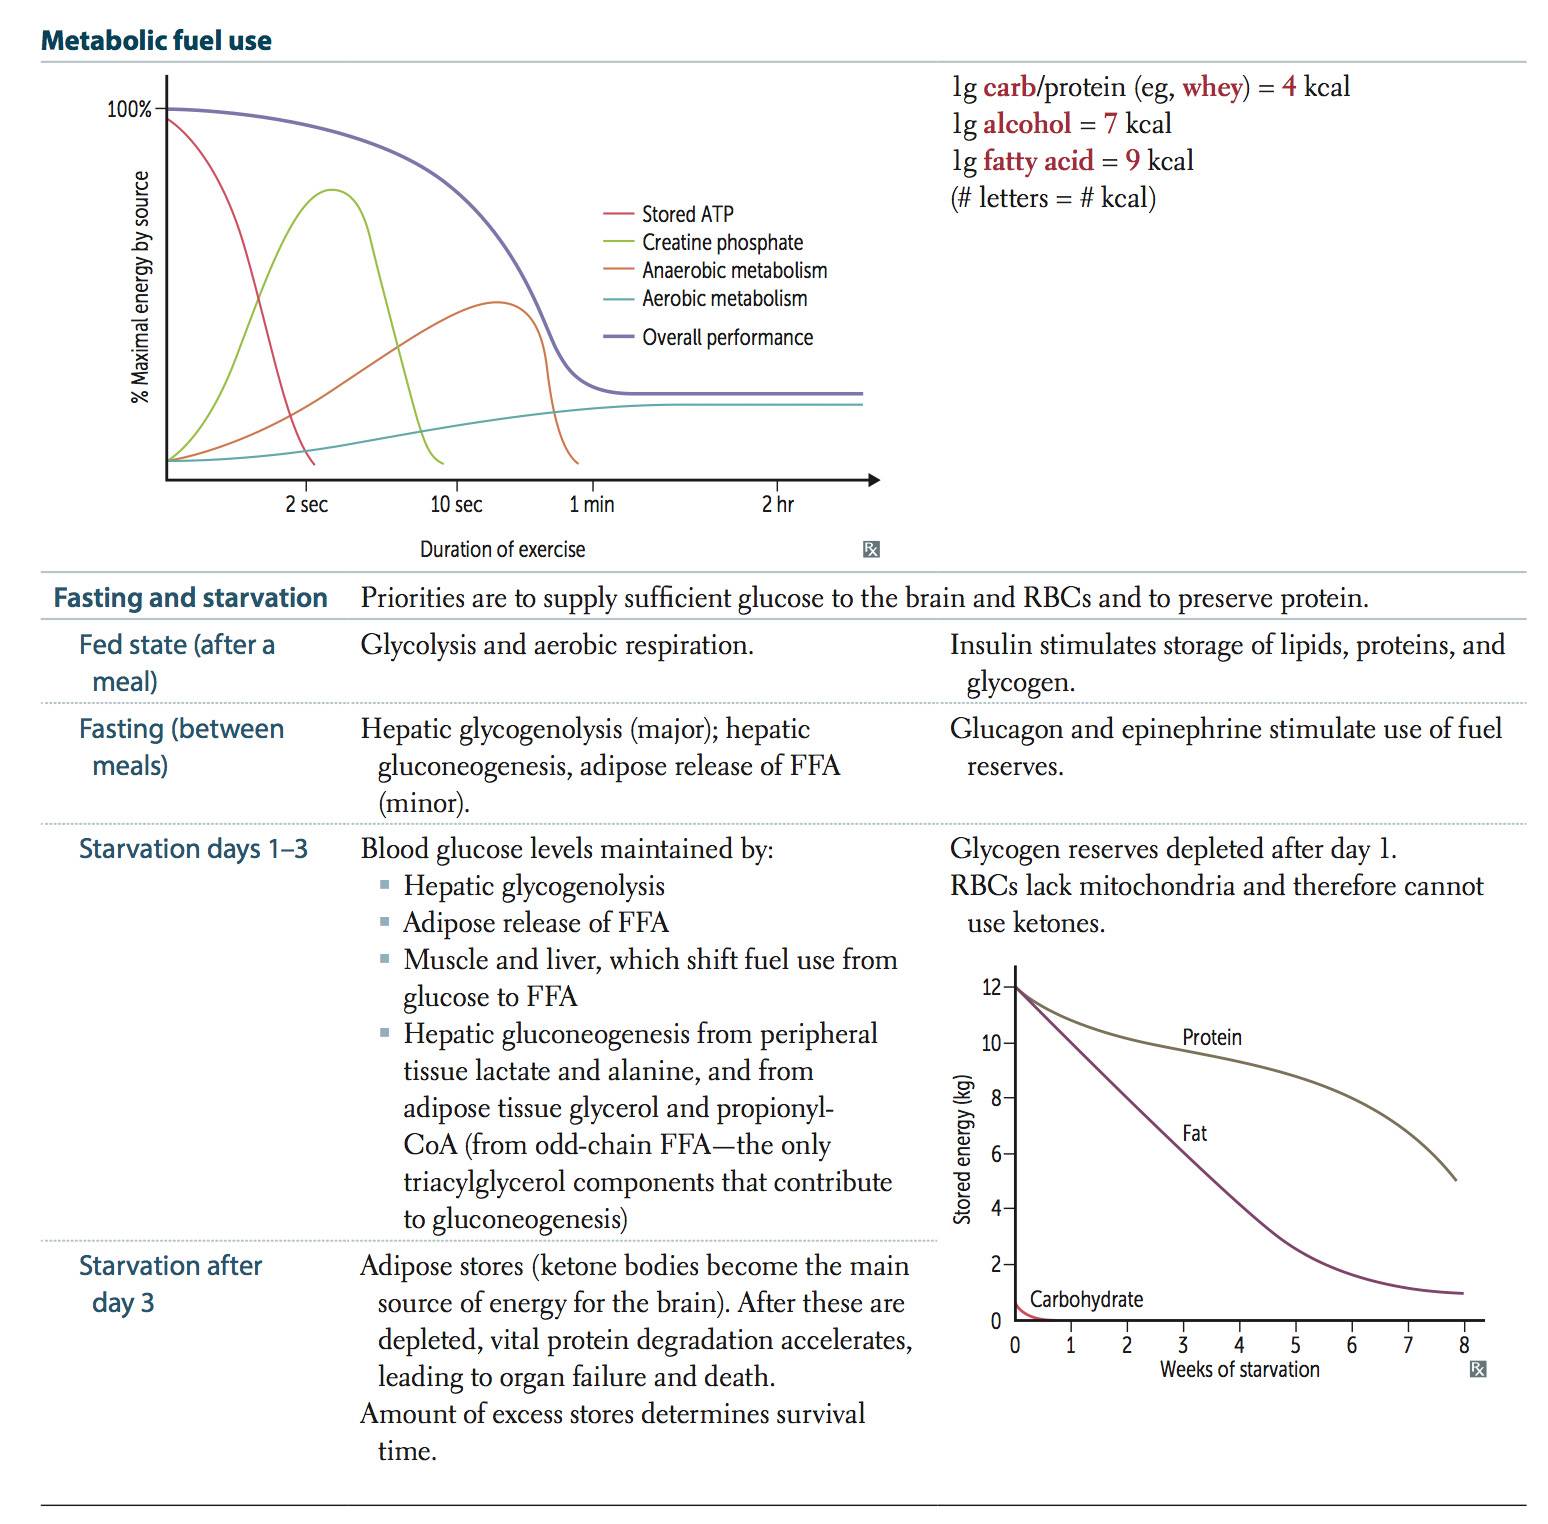 Metabolic fuel use
100%
% Maximal energy by source
Stored ATP
Creatine phosphate
Anaerobic metabolism
Aerobic metabolism
Overall performance
2 sec 10 sec 1 min 2 hr
Duration of exercise
Rx
1g carb/protein (eg, whey) = 4 kcal
1g alcohol = 7 kcal
1g fatty acid = 9 kcal
(# letters = # kcal)
Fasting and starvation
Priorities are to supply sufficient glucose to the brain and RBCs and to preserve protein.
Fed state (after a
meal)
Glycolysis and aerobic respiration.
Insulin stimulates storage of lipids, proteins, and
glycogen.
Fasting (between
meals)
Hepatic glycogenolysis (major); hepatic
gluconeogenesis, adipose release of FFA
(minor).
Glucagon and epinephrine stimulate use of fuel
reserves.
Starvation days 1–3
Blood glucose levels maintained by:
▪ Hepatic glycogenolysis
▪ Adipose release of FFA
▪ Muscle and liver, which shift fuel use from
glucose to FFA
▪ Hepatic gluconeogenesis from peripheral
tissue lactate and alanine, and from
adipose tissue glycerol and propionyl-
CoA (from odd-chain FFA—the only
triacylglycerol components that contribute
to gluconeogenesis)
Glycogen reserves depleted after day 1.
RBCs lack mitochondria and therefore cannot
use ketones.
Starvation after
day 3
Adipose stores (ketone bodies become the main
source of energy for the brain). After these are
depleted, vital protein degradation accelerates,
leading to organ failure and death.
Amount of excess stores determines survival
time.
Stored energy (kg)
12
10
8
6
4
2
0
Protein
Fat
Carbohydrate
0 1 2 3 4 5 6 7 8
Weeks of starvation
Rx